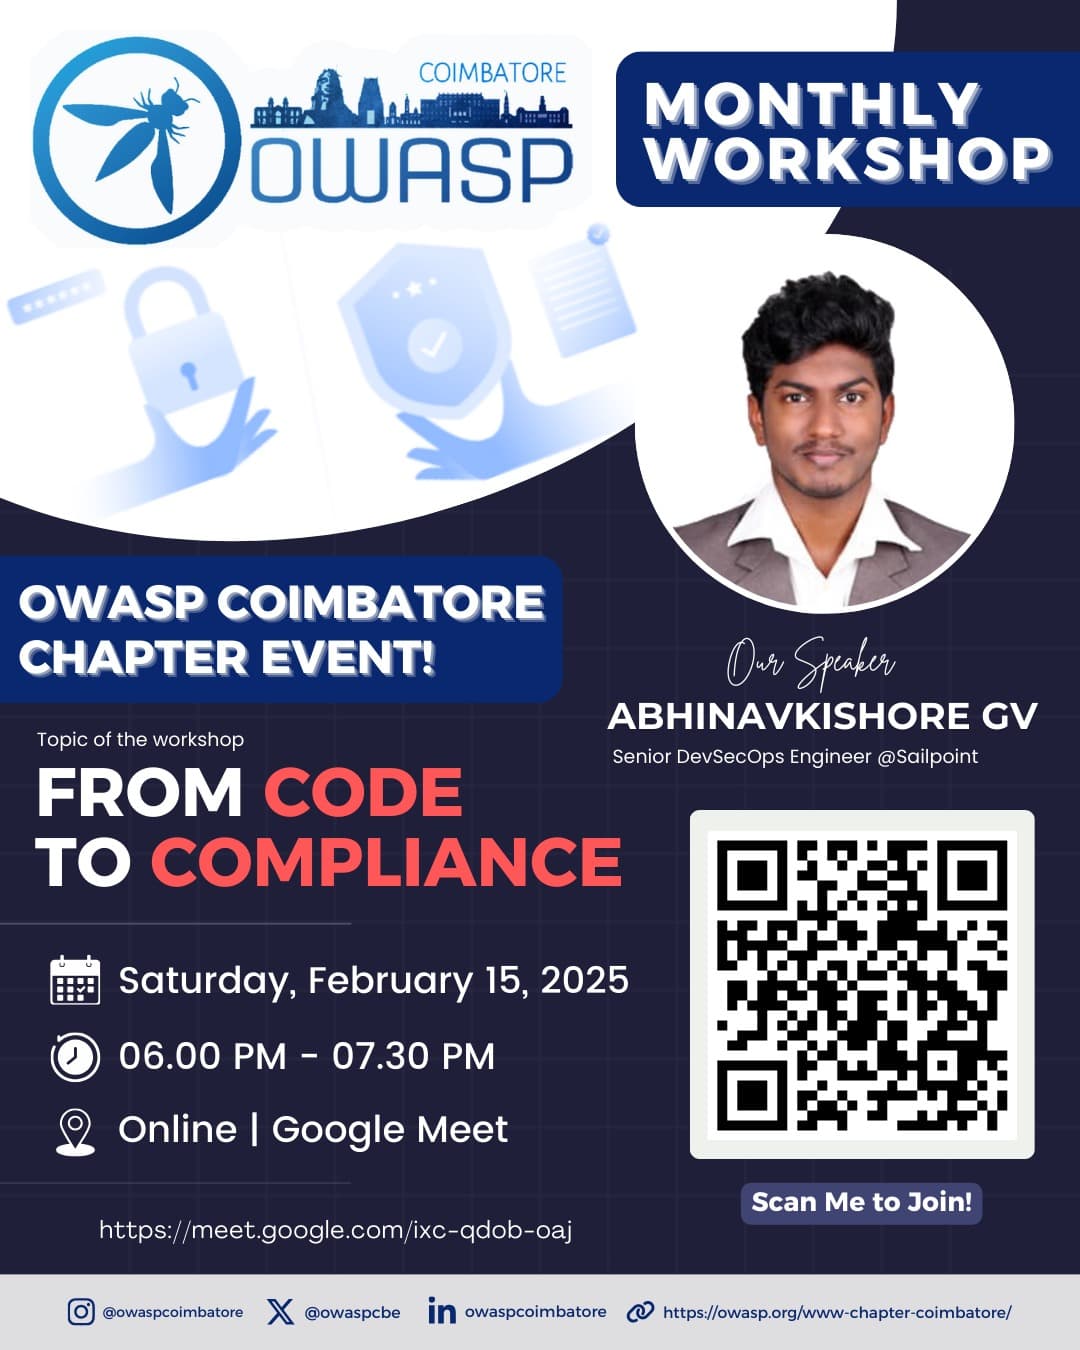 COIMBATORE
OWASP
MONTHLY
WORKSHOP
OWASP COIMBATORE
CHAPTER EVENT!
Our Speaker
ABHINAVKISHORE GV
Senior DevSecOps Engineer @Sailpoint
Topic of the workshop
FROM CODE
TO COMPLIANCE
Saturday, February 15, 2025
06.00 PM - 07.30 PM
Online | Google Meet
https://meet.google.com/ixc-qdob-oaj
Scan Me to Join!
@owaspcoimbatore
@owaspcbe
owaspcoimbatore
https://owasp.org/www-chapter-coimbatore/